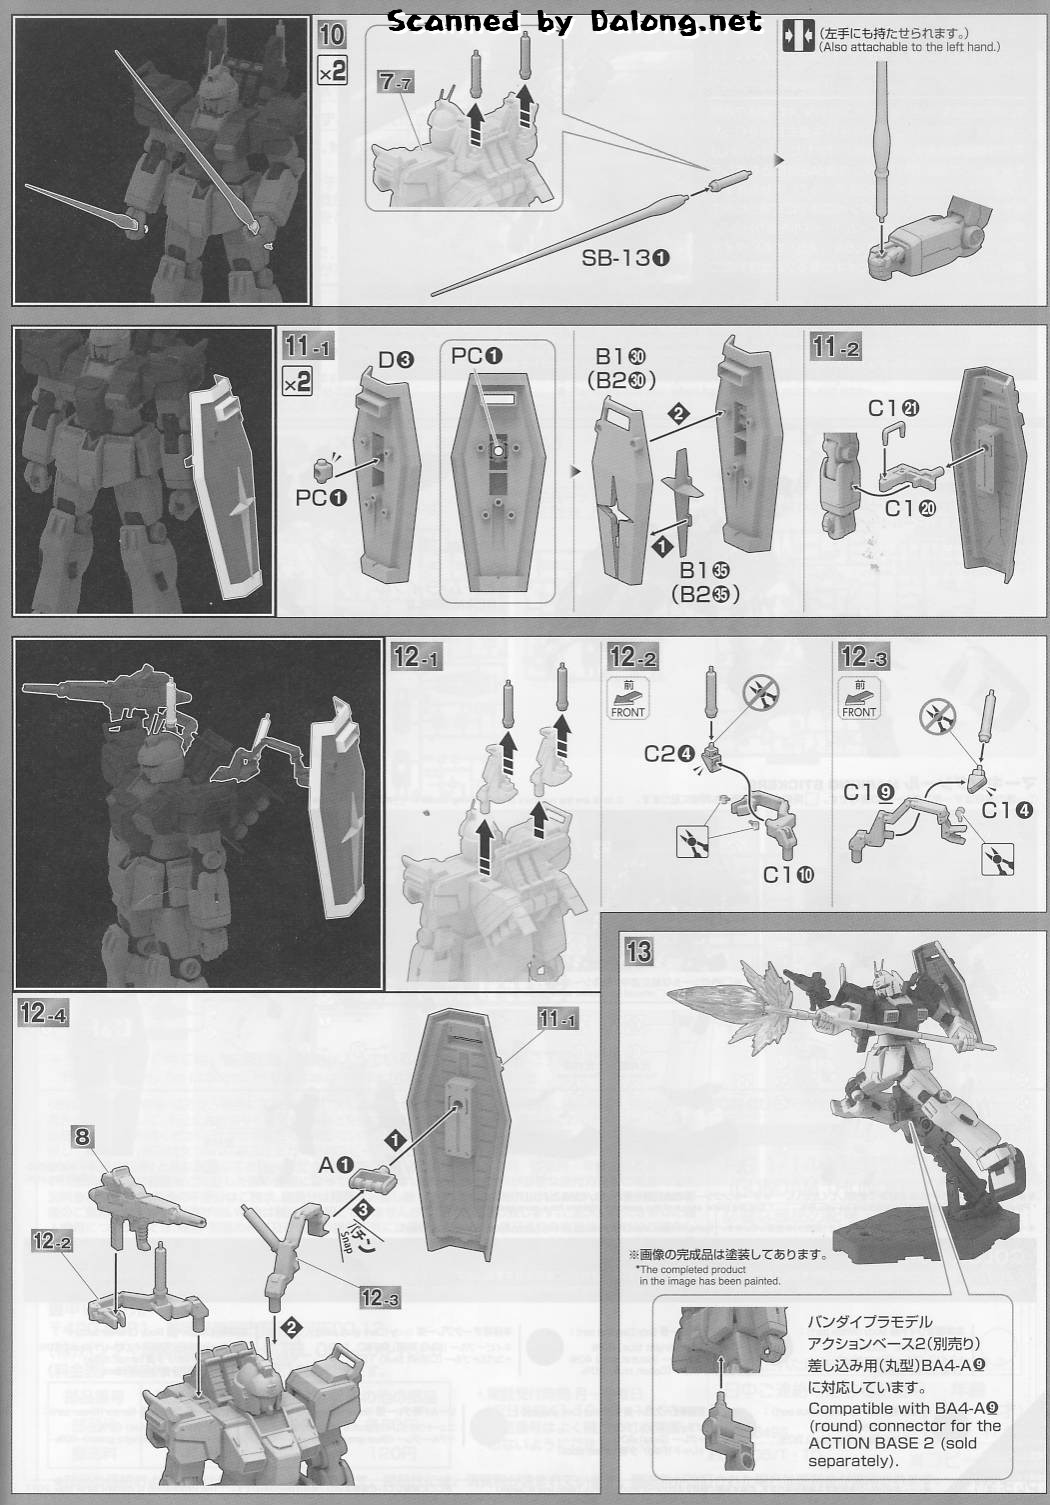 Scanned by Dalong.net
10
×2
7-7
SB-13❶
(左手にも持たせられます。)
(Also attachable to the left hand.)
11-1
×2
D❸
PC❶
PC❶
B1㉚
(B2㉚)
❷
❶
B1㉟
(B2㉟)
11-2
C1㉑
C1⑳
12-1
12-2
前
FRONT
C2❹
C1❿
12-3
前
FRONT
C1❾
C1❹
12-4
11-1
8
A❶
❶
❸
パチン
Snap
12-2
12-3
❷
13
※画像の完成品は塗装してあります。
*The completed product
in the image has been painted.
バンダイプラモデル
アクションベース2(別売り)
差し込み用(丸型)BA4-A❾
に対応しています。
Compatible with BA4-A❾
(round) connector for the
ACTION BASE 2 (sold
separately).